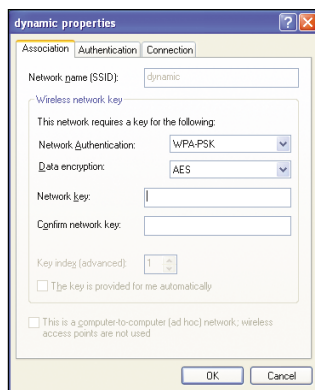 dynamic properties
Association Authentication Connection
Network name (SSID): dynamic
Wireless network key
This network requires a key for the following:
Network Authentication: WPA-PSK
Data encryption: AES
Network key:
Confirm network key:
Key index (advanced): 1
The key is provided for me automatically
This is a computer-to-computer (ad hoc) network; wireless
access points are not used
OK Cancel